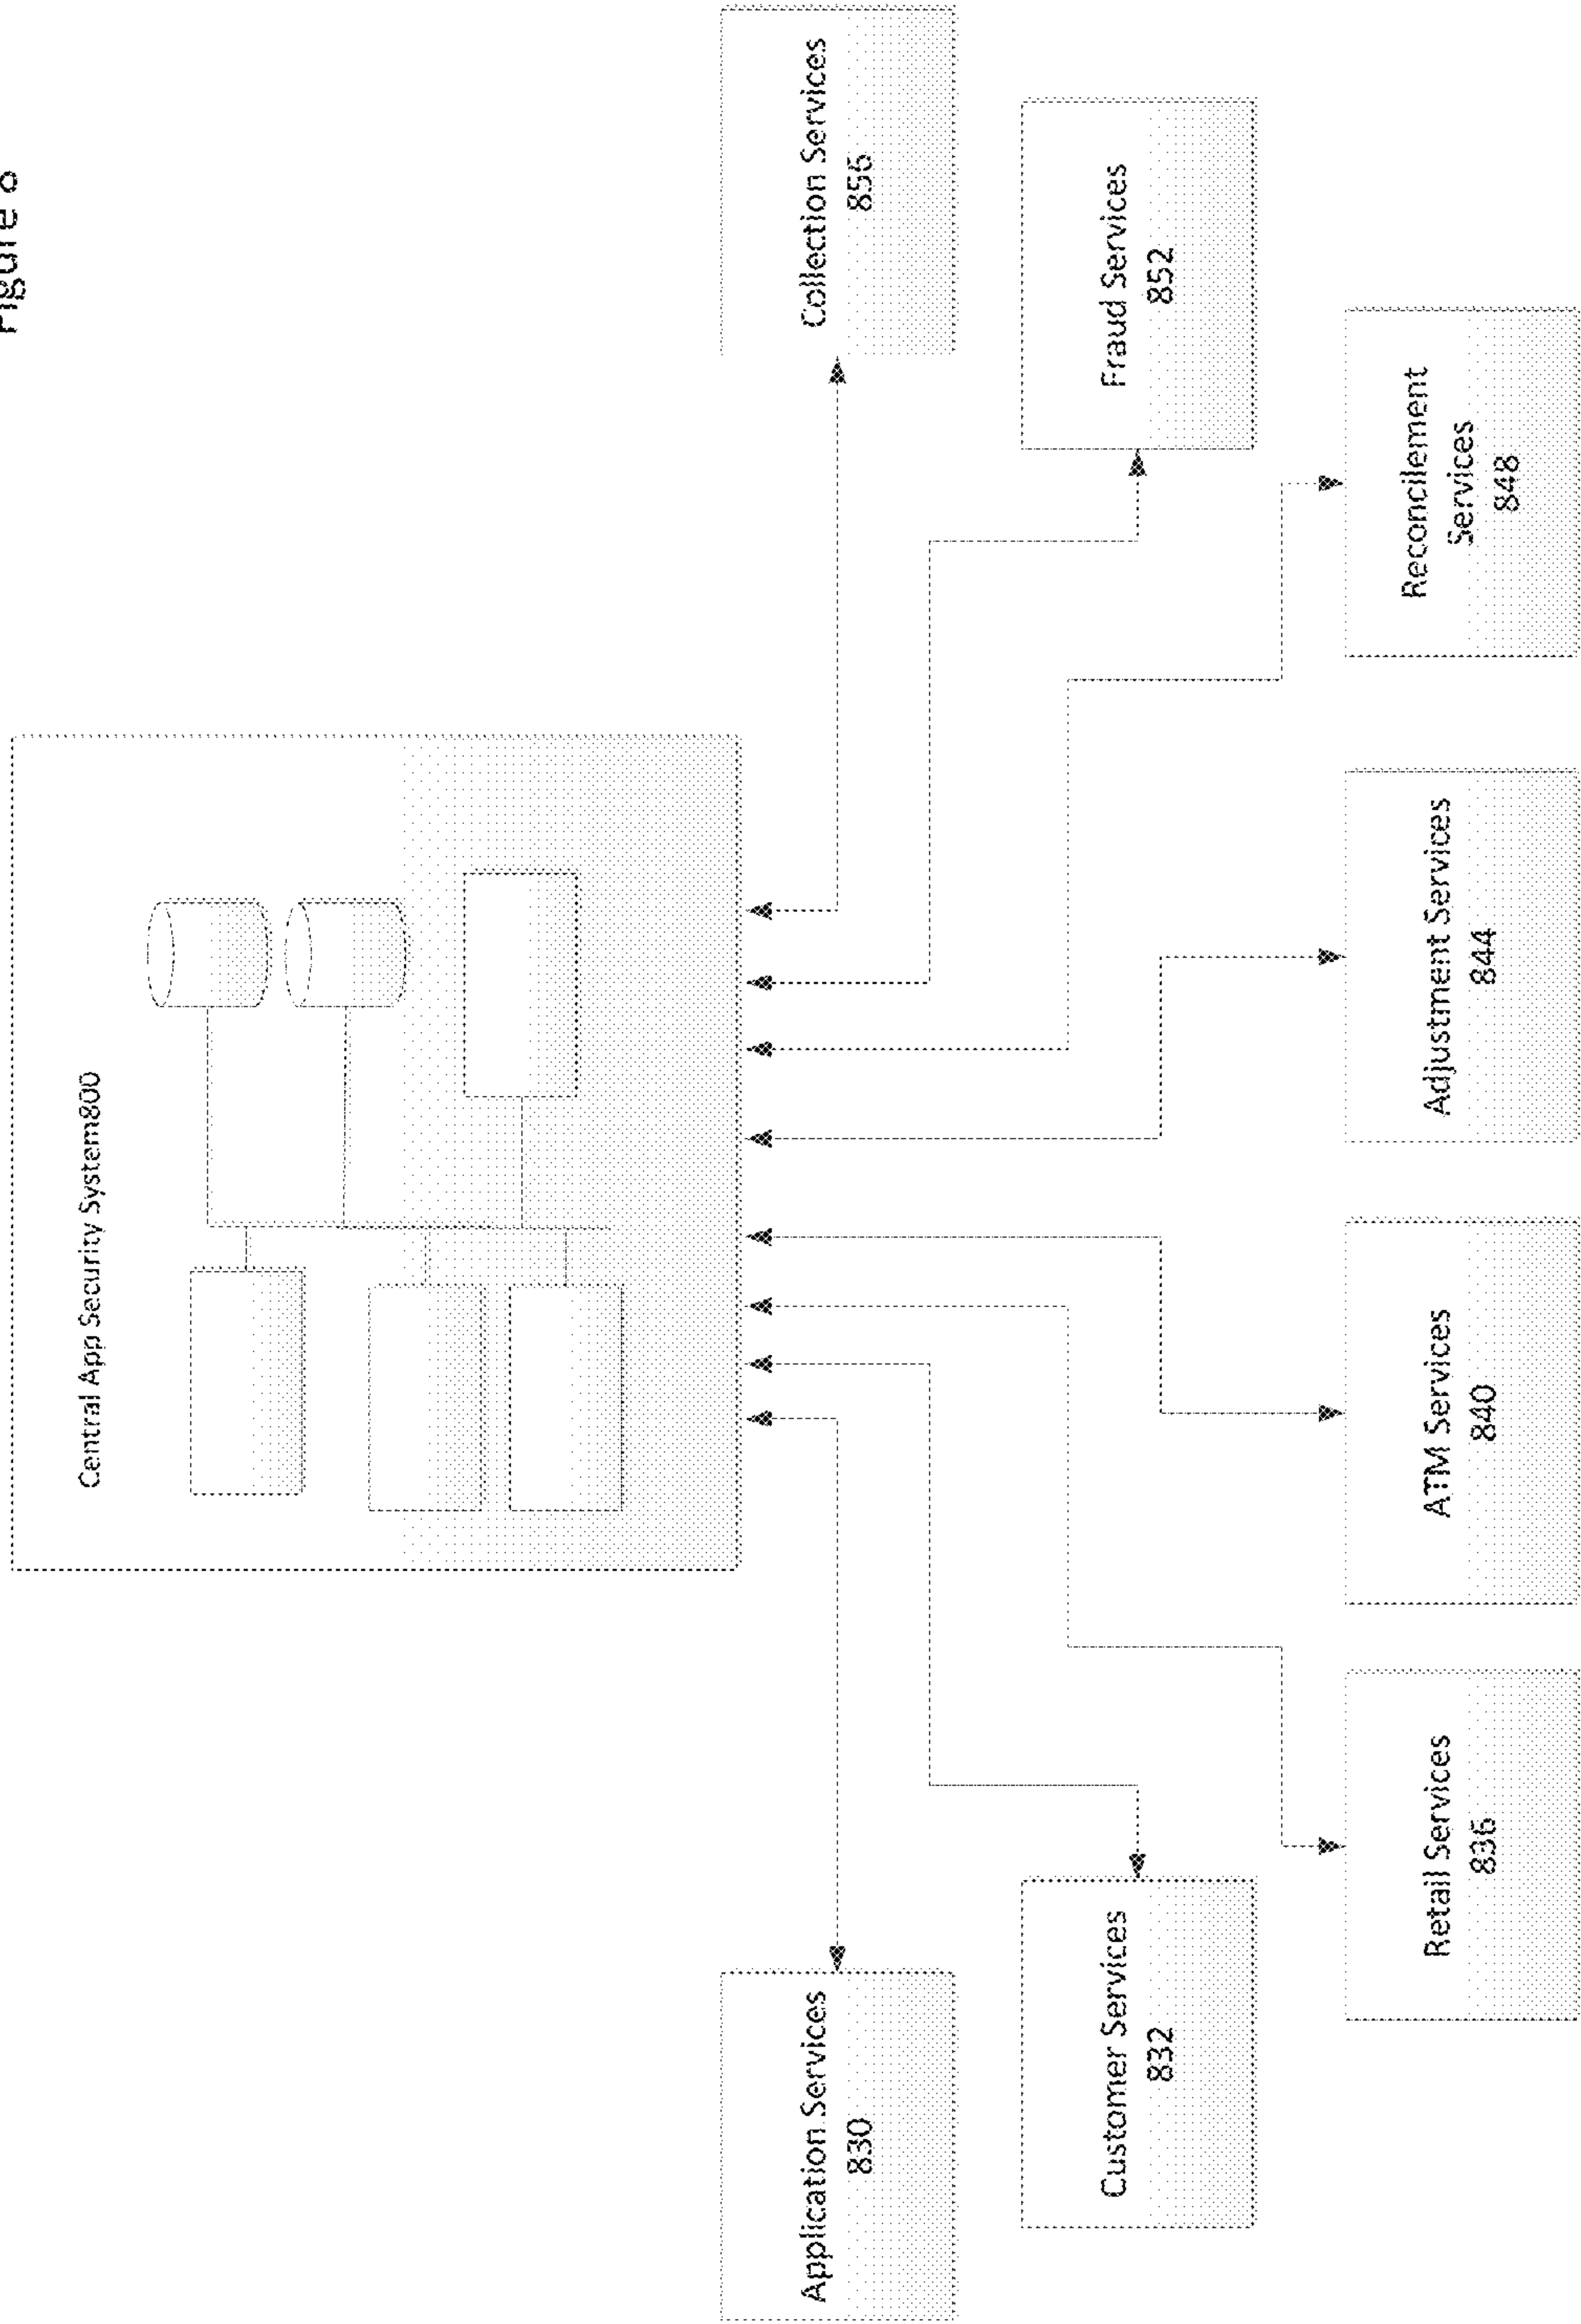 Figure 8
Central App Security System800
Application Services
830
Collection Services
856
Customer Services
832
Fraud Services
852
Retail Services
836
ATM Services
840
Adjustment Services
844
Reconcilement
Services
848